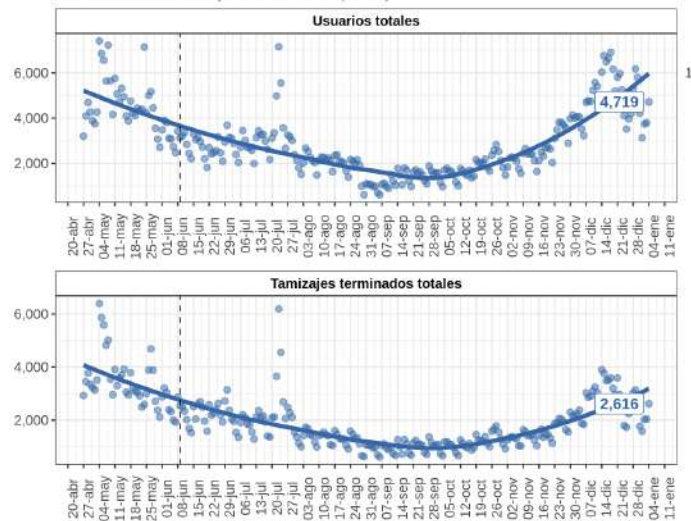 Usuarios totales
6,000
4,000
2,000
4,719
1
20-abr
27-abr
04-may
11-may
18-may
25-may
01-jun
08-jun
15-jun
22-jun
29-jun
06-jul
13-jul
20-jul
27-jul
03-ago
10-ago
17-ago
24-ago
31-ago
07-sep
14-sep
21-sep
28-sep
05-oct
12-oct
19-oct
26-oct
02-nov
09-nov
16-nov
23-nov
30-nov
07-dic
14-dic
21-dic
28-dic
04-ene
11-ene
Tamizajes terminados totales
6,000
4,000
2,000
2,616
20-abr
27-abr
04-may
11-may
18-may
25-may
01-jun
08-jun
15-jun
22-jun
29-jun
06-jul
13-jul
20-jul
27-jul
03-ago
10-ago
17-ago
24-ago
31-ago
07-sep
14-sep
21-sep
28-sep
05-oct
12-oct
19-oct
26-oct
02-nov
09-nov
16-nov
23-nov
30-nov
07-dic
14-dic
21-dic
28-dic
04-ene
11-ene